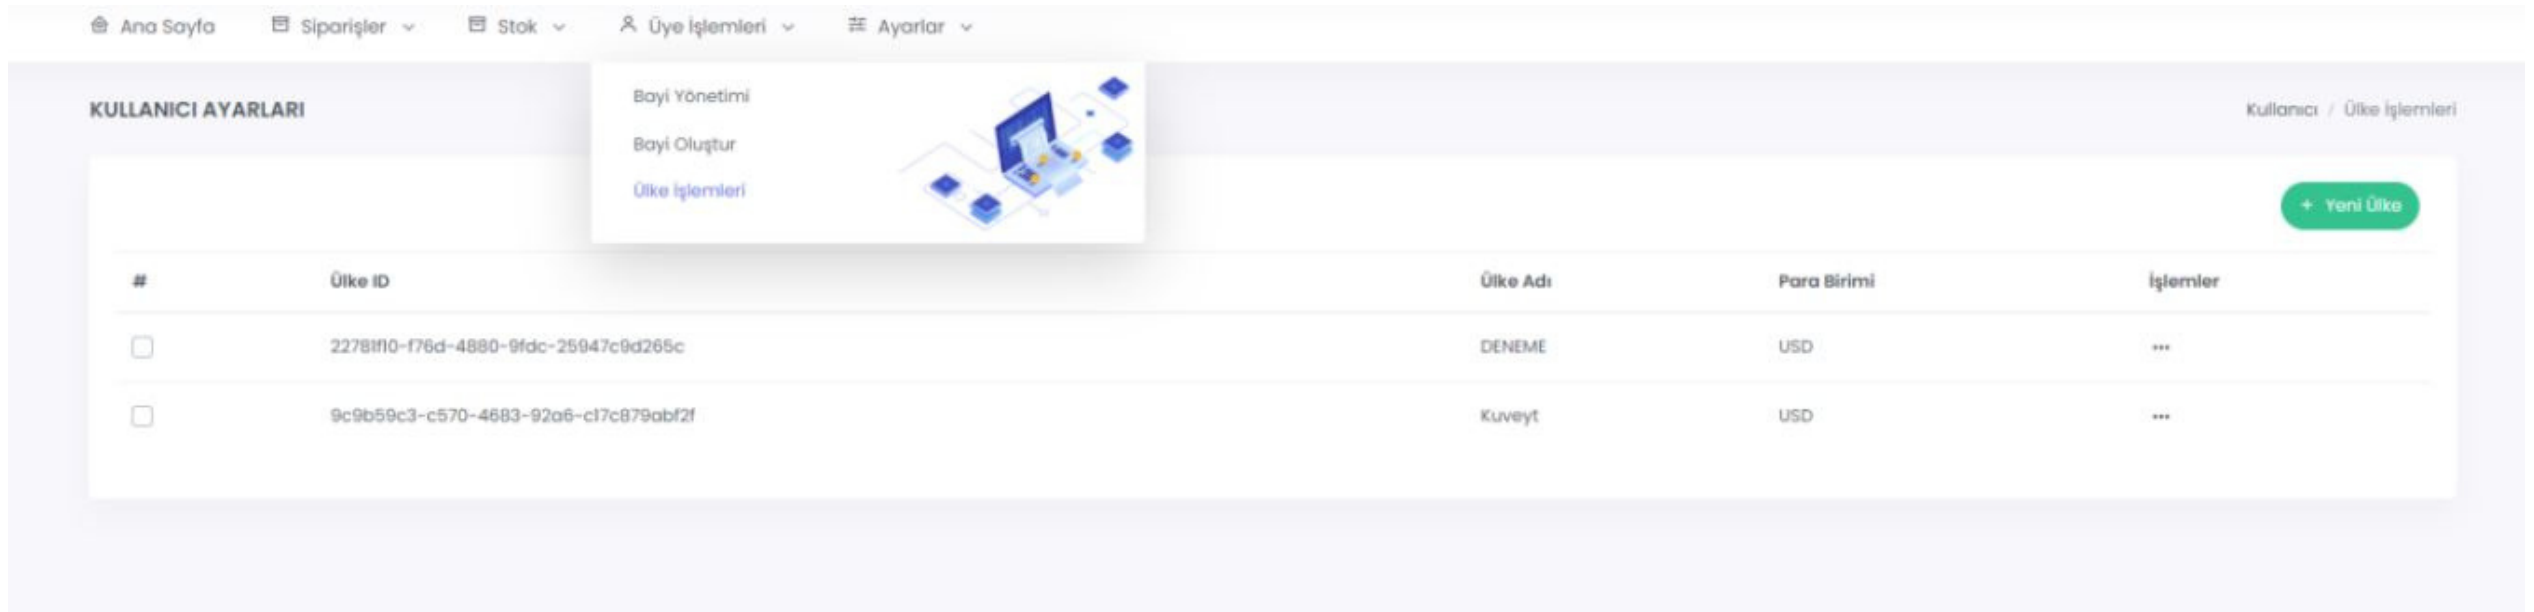 Ana Sayfa Siparişler Stok Üye İşlemleri Ayarlar
Bayi Yönetimi
Bayi Oluştur
Ülke İşlemleri
KULLANICI AYARLARI
Kullanıcı / Ülke İşlemleri
+ Yeni Ülke
# Ülke ID Ülke Adı Para Birimi İşlemler
22781f10-f76d-4880-9fdc-25947c9d265c DENEME USD ...
9c9b59c3-c570-4683-92a6-c17c879abf2f Kuveyt USD ...